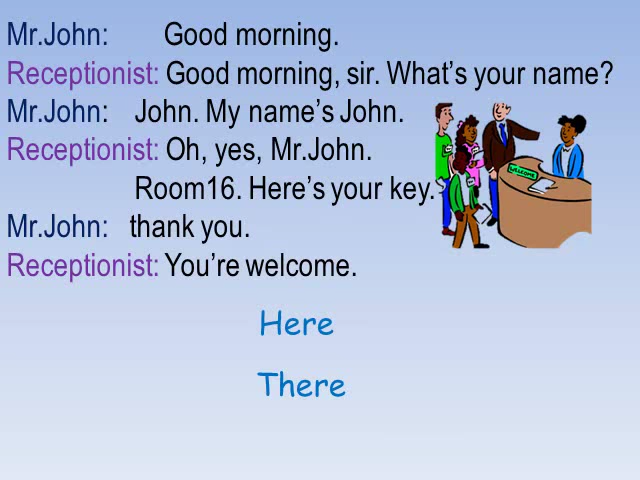 Mr.John: Good morning.
Receptionist: Good morning, sir. What's your name?
Mr.John: John. My name's John.
Receptionist: Oh, yes, Mr.John.
Room16. Here's your key.
Mr.John: thank you.
Receptionist: You're welcome.
WELCOME
Here
There